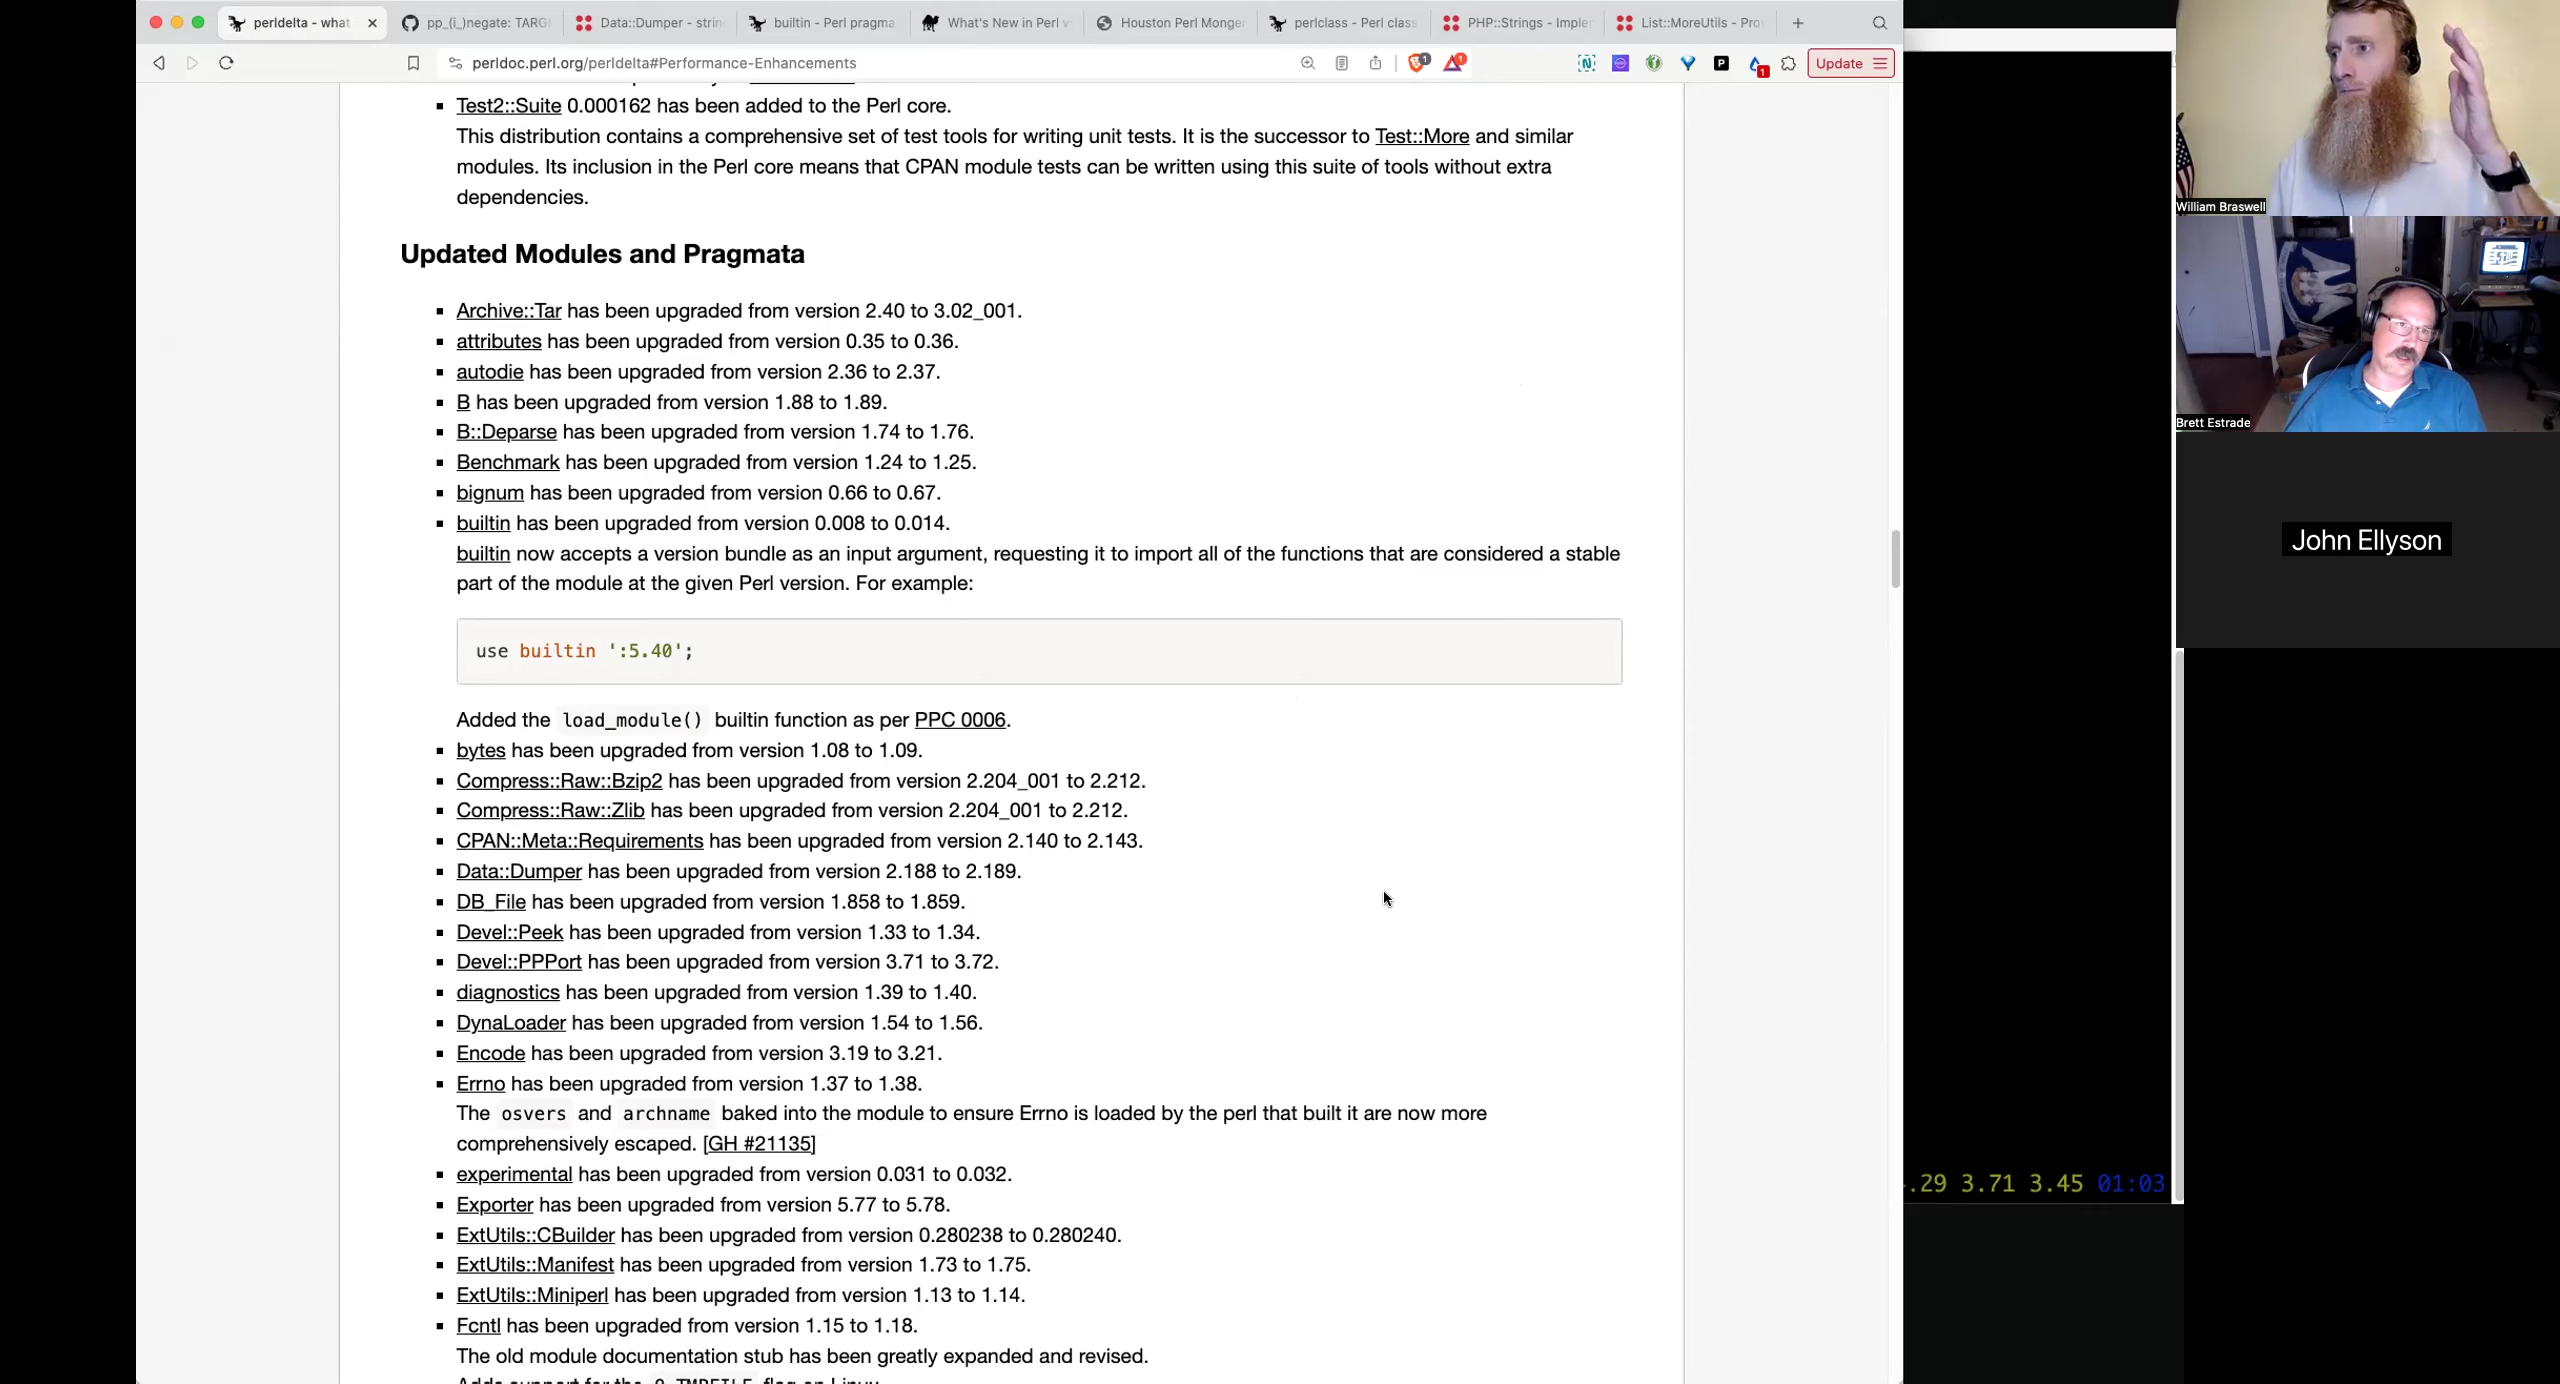 perldelta - what
pp_(i_)negate: TARG
Data::Dumper - strin
builtin - Perl pragma
What's New in Perl v
Houston Perl Monger
perlclass - Perl class
PHP::Strings - Imple
List::MoreUtils - Pro
perldoc.perl.org/perldelta#Performance-Enhancements
Update
Test2::Suite 0.000162 has been added to the Perl core.
This distribution contains a comprehensive set of test tools for writing unit tests. It is the successor to Test::More and similar
modules. Its inclusion in the Perl core means that CPAN module tests can be written using this suite of tools without extra
dependencies.
Updated Modules and Pragmata
Archive::Tar has been upgraded from version 2.40 to 3.02_001.
attributes has been upgraded from version 0.35 to 0.36.
autodie has been upgraded from version 2.36 to 2.37.
B has been upgraded from version 1.88 to 1.89.
B::Deparse has been upgraded from version 1.74 to 1.76.
Benchmark has been upgraded from version 1.24 to 1.25.
bignum has been upgraded from version 0.66 to 0.67.
builtin has been upgraded from version 0.008 to 0.014.
builtin now accepts a version bundle as an input argument, requesting it to import all of the functions that are considered a stable
part of the module at the given Perl version. For example:
use builtin ':5.40';
Added the load_module() builtin function as per PPC 0006.
bytes has been upgraded from version 1.08 to 1.09.
Compress::Raw::Bzip2 has been upgraded from version 2.204_001 to 2.212.
Compress::Raw::Zlib has been upgraded from version 2.204_001 to 2.212.
CPAN::Meta::Requirements has been upgraded from version 2.140 to 2.143.
Data::Dumper has been upgraded from version 2.188 to 2.189.
DB_File has been upgraded from version 1.858 to 1.859.
Devel::Peek has been upgraded from version 1.33 to 1.34.
Devel::PPPort has been upgraded from version 3.71 to 3.72.
diagnostics has been upgraded from version 1.39 to 1.40.
DynaLoader has been upgraded from version 1.54 to 1.56.
Encode has been upgraded from version 3.19 to 3.21.
Errno has been upgraded from version 1.37 to 1.38.
The osvers and archname baked into the module to ensure Errno is loaded by the perl that built it are now more
comprehensively escaped. [GH #21135]
experimental has been upgraded from version 0.031 to 0.032.
Exporter has been upgraded from version 5.77 to 5.78.
ExtUtils::CBuilder has been upgraded from version 0.280238 to 0.280240.
ExtUtils::Manifest has been upgraded from version 1.73 to 1.75.
ExtUtils::Miniperl has been upgraded from version 1.13 to 1.14.
Fcntl has been upgraded from version 1.15 to 1.18.
The old module documentation stub has been greatly expanded and revised.
Adds support for the O_TMPFILE flag on Linux.
William Braswell
Brett Estrade
John Ellyson
.29 3.71 3.45 01:03